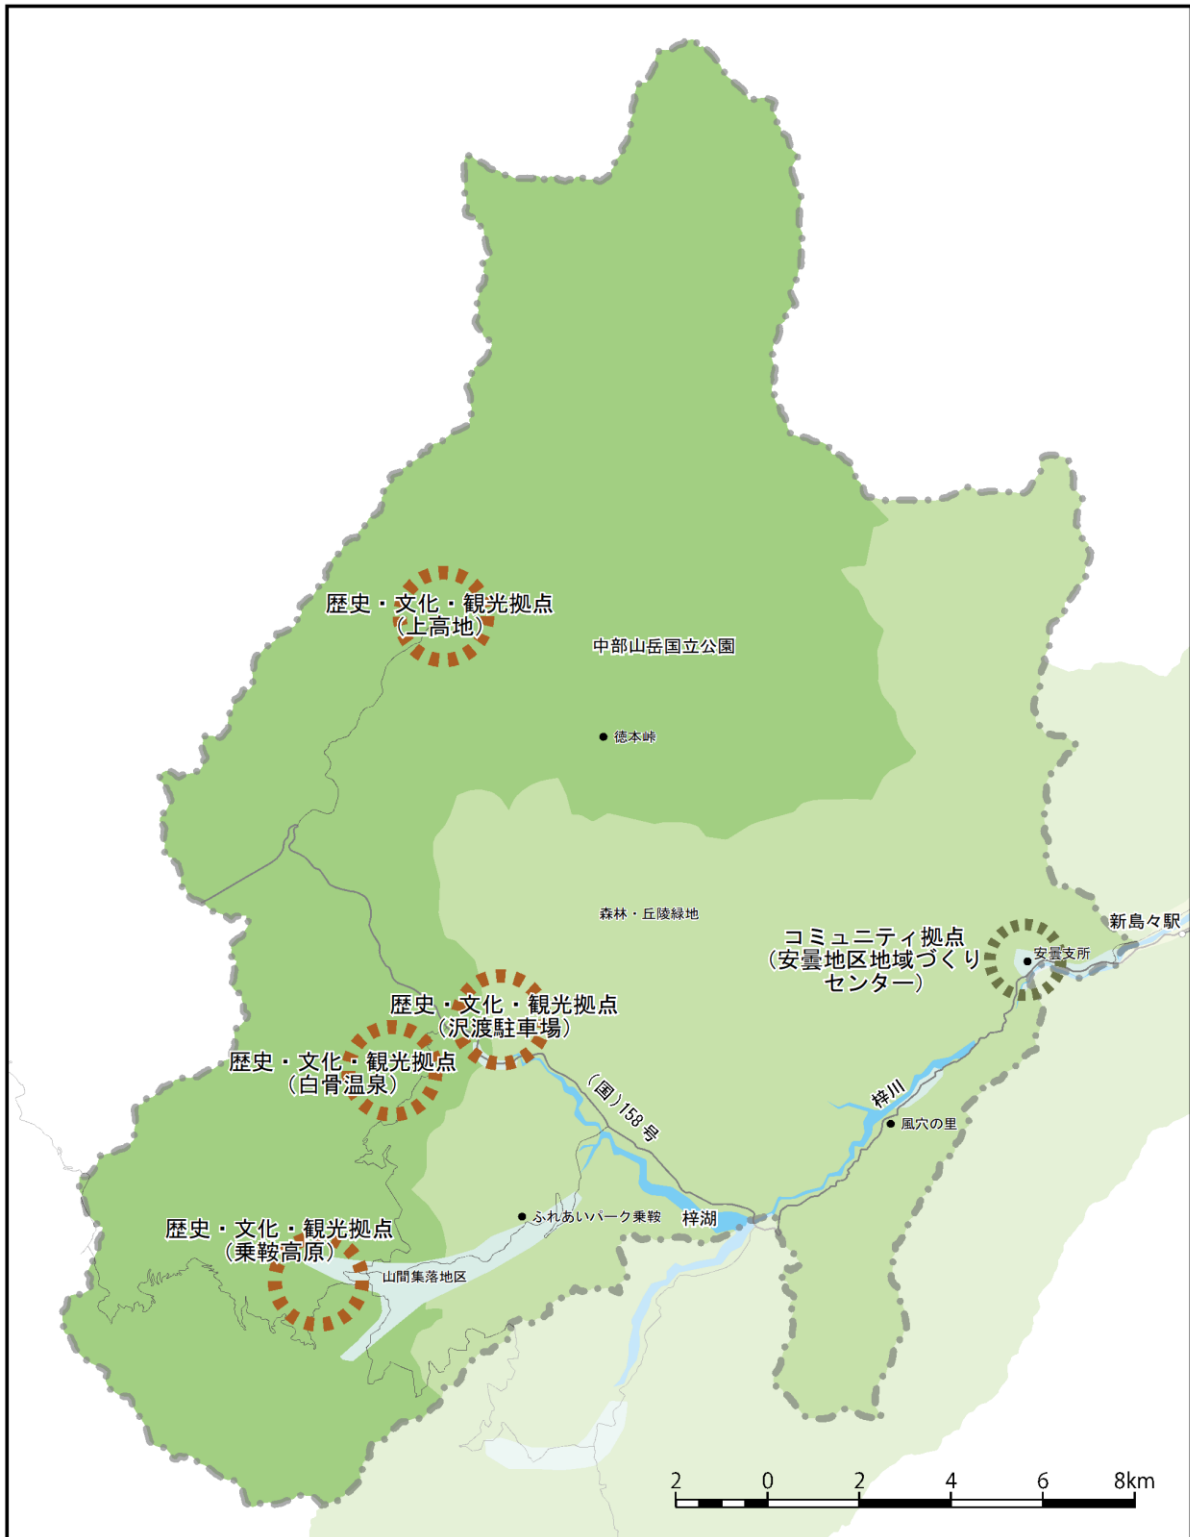 歴史・文化・観光拠点
（上高地）
中部山岳国立公園
徳本峠
森林・丘陵緑地
新島々駅
コミュニティ拠点
（安曇地区地域づくり
センター）
安曇支所
歴史・文化・観光拠点
（沢渡駐車場）
歴史・文化・観光拠点
（白骨温泉）
（国）158号
梓川
風穴の里
ふれあいパーク乗鞍
梓湖
歴史・文化・観光拠点
（乗鞍高原）
山間集落地区
2 0 2 4 6 8km